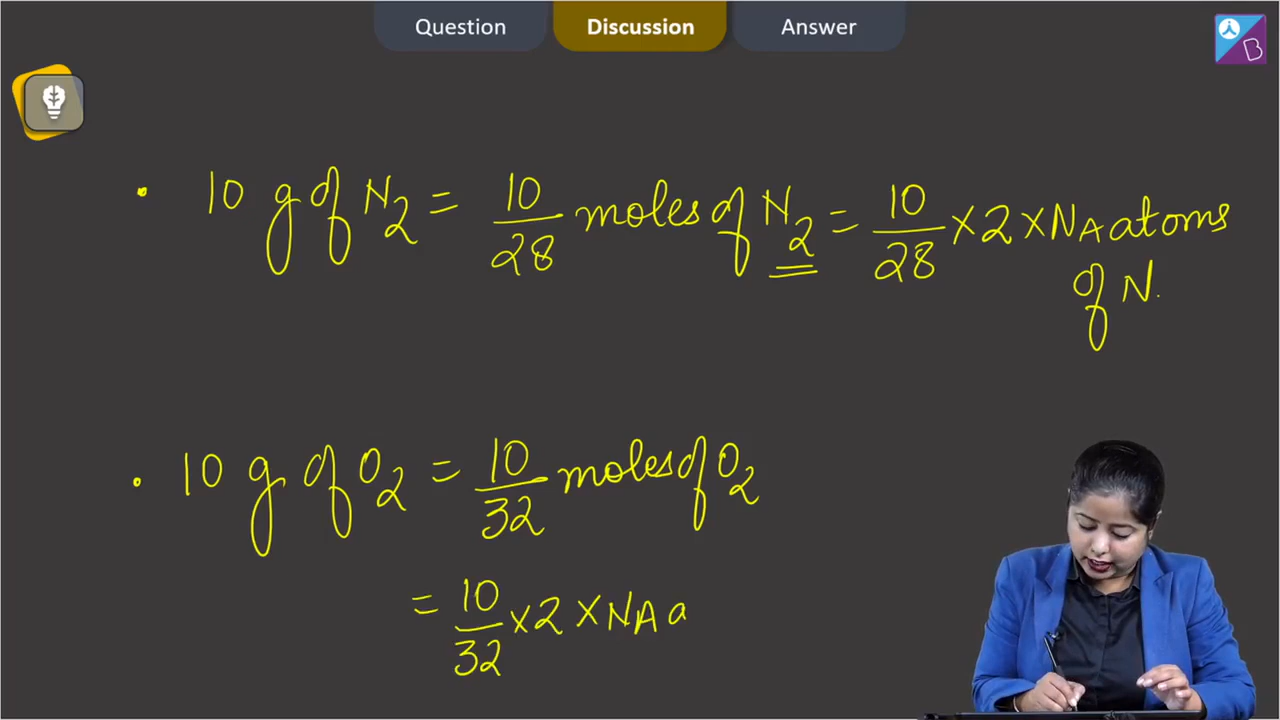 Question Discussion Answer
B
• 10 g of N₂ = 10/28 moles of N₂ = 10/28 × 2 × NA atoms
of N.
• 10 g of O₂ = 10/32 moles of O₂
= 10/32 × 2 × NA a